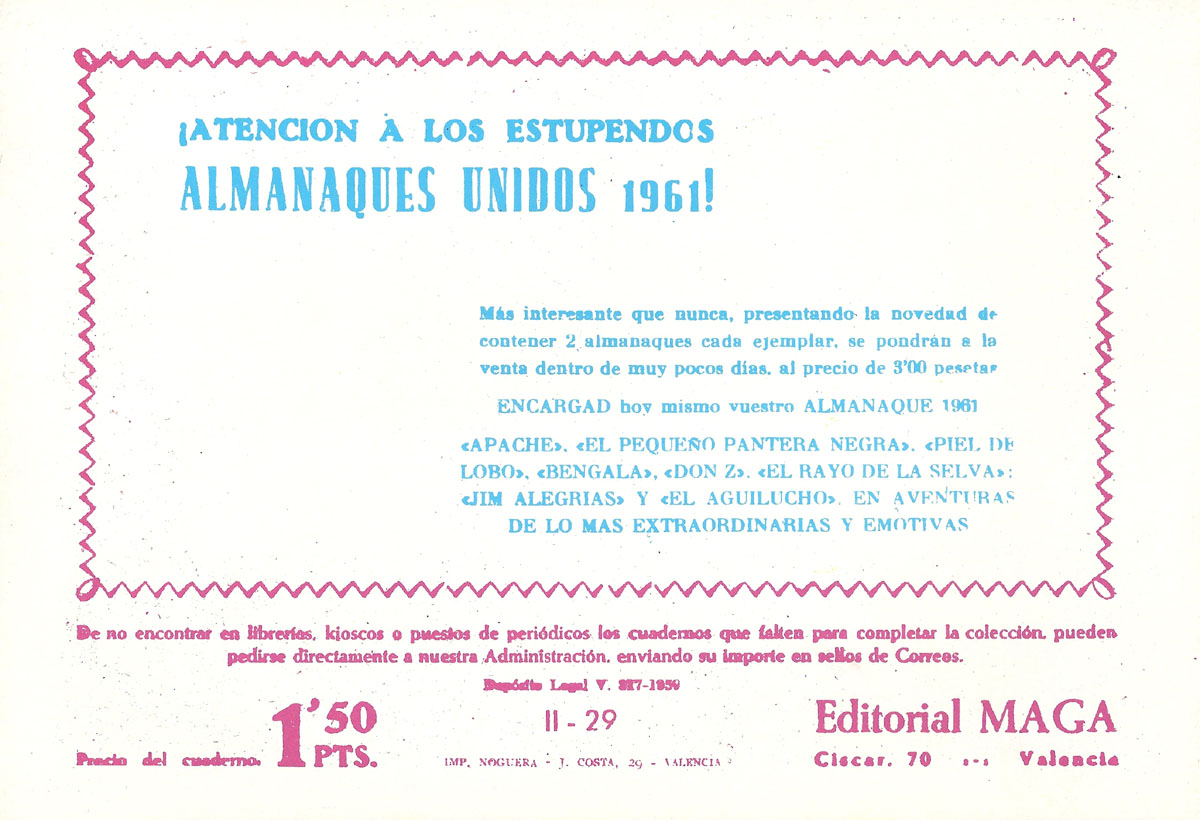 ¡ATENCION A LOS ESTUPENDOS
ALMANAQUES UNIDOS 1961!
Más interesante que nunca, presentando la novedad de
contener 2 almanaques cada ejemplar, se pondrán a la
venta dentro de muy pocos días, al precio de 3'00 pesetas
ENCARGAD hoy mismo vuestro ALMANAQUE 1961
«APACHE», «EL PEQUEÑO PANTERA NEGRA», «PIEL DE
LOBO», «BENGALA», «DON Z», «EL RAYO DE LA SELVA»;
«JIM ALEGRIAS» Y «EL AGUILUCHO», EN AVENTURAS
DE LO MAS EXTRAORDINARIAS Y EMOTIVAS
De no encontrar en librerías, kioscos o puestos de periódicos los cuadernos que falten para completar la colección, pueden
pedirse directamente a nuestra Administración, enviando su importe en sellos de Correos.
Depósito Legal V. 1959
Precio del cuaderno: 1'50 PTS.
II - 29
IMP. NOGUERA - J. COSTA, 29 - VALENCIA
Editorial MAGA
Ciscar, 70 :-: Valencia